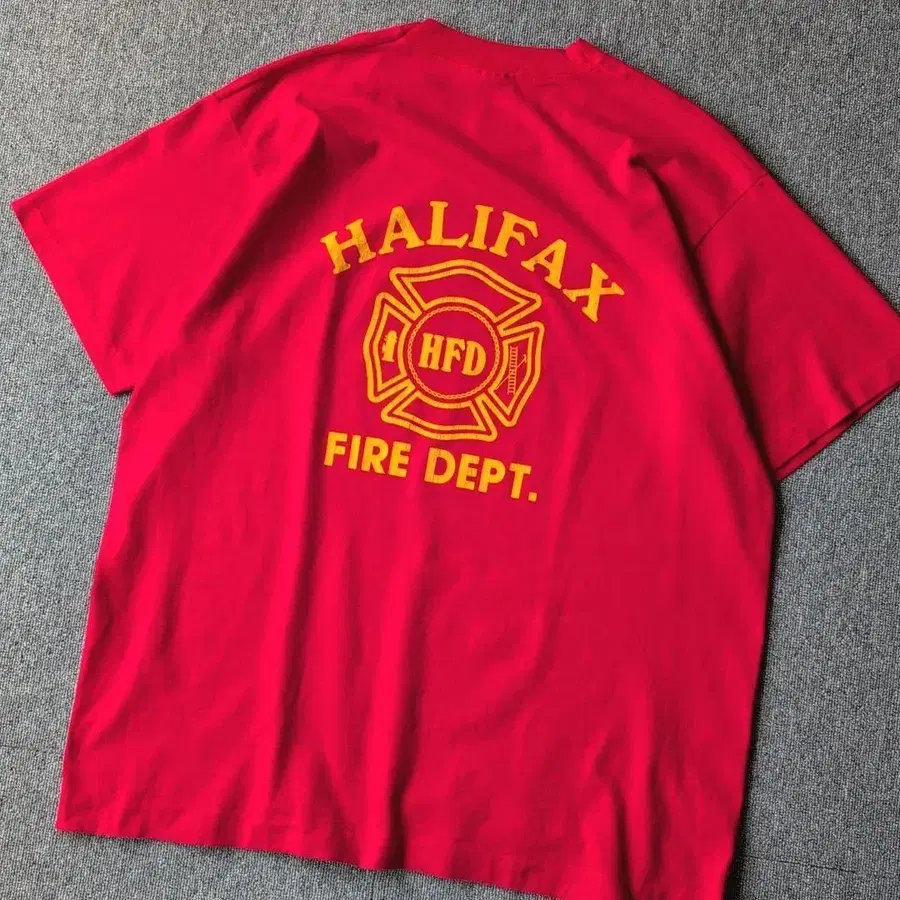 HALIFAX
HFD
FIRE DEPT.